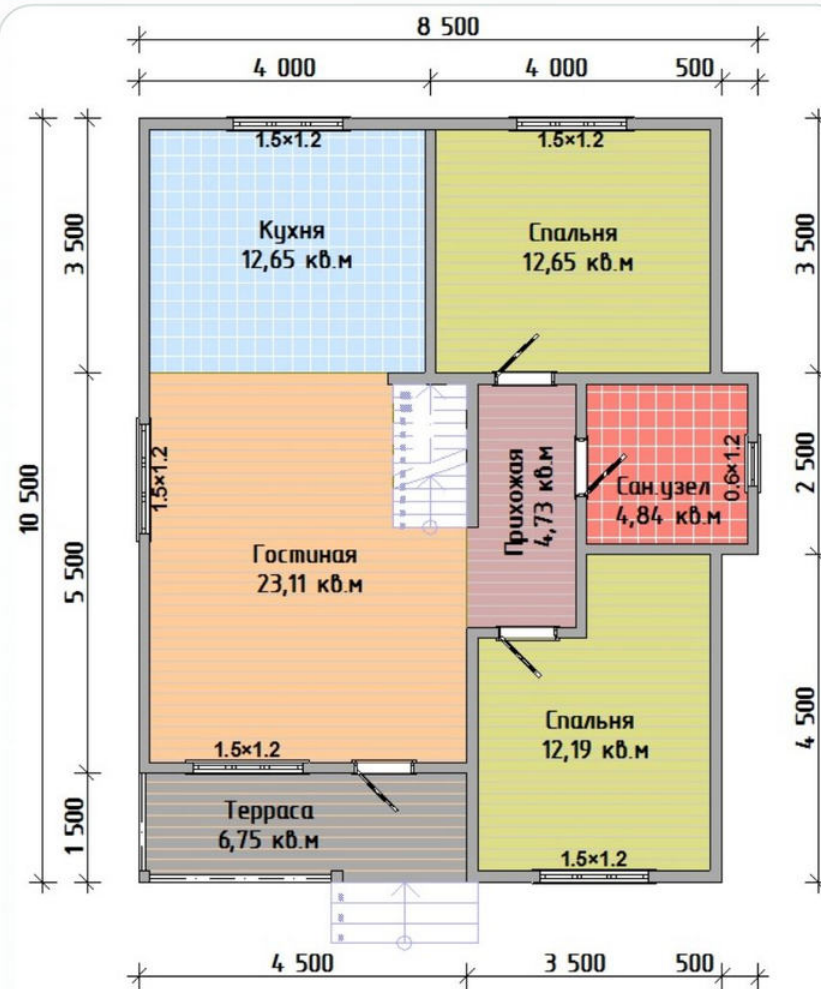 8 500
4 000
4 000
500
1.5×1.2
1.5×1.2
3 500
3 500
Кухня
12,65 кв.м
Спальня
12,65 кв.м
10 500
1.5×1.2
Прихожая
4,73 кв.м
Сан.узел
4,84 кв.м
0.6×1.2
2 500
5 500
Гостиная
23,11 кв.м
Спальня
12,19 кв.м
4 500
1.5×1.2
1 500
Терраса
6,75 кв.м
1.5×1.2
4 500
3 500
500